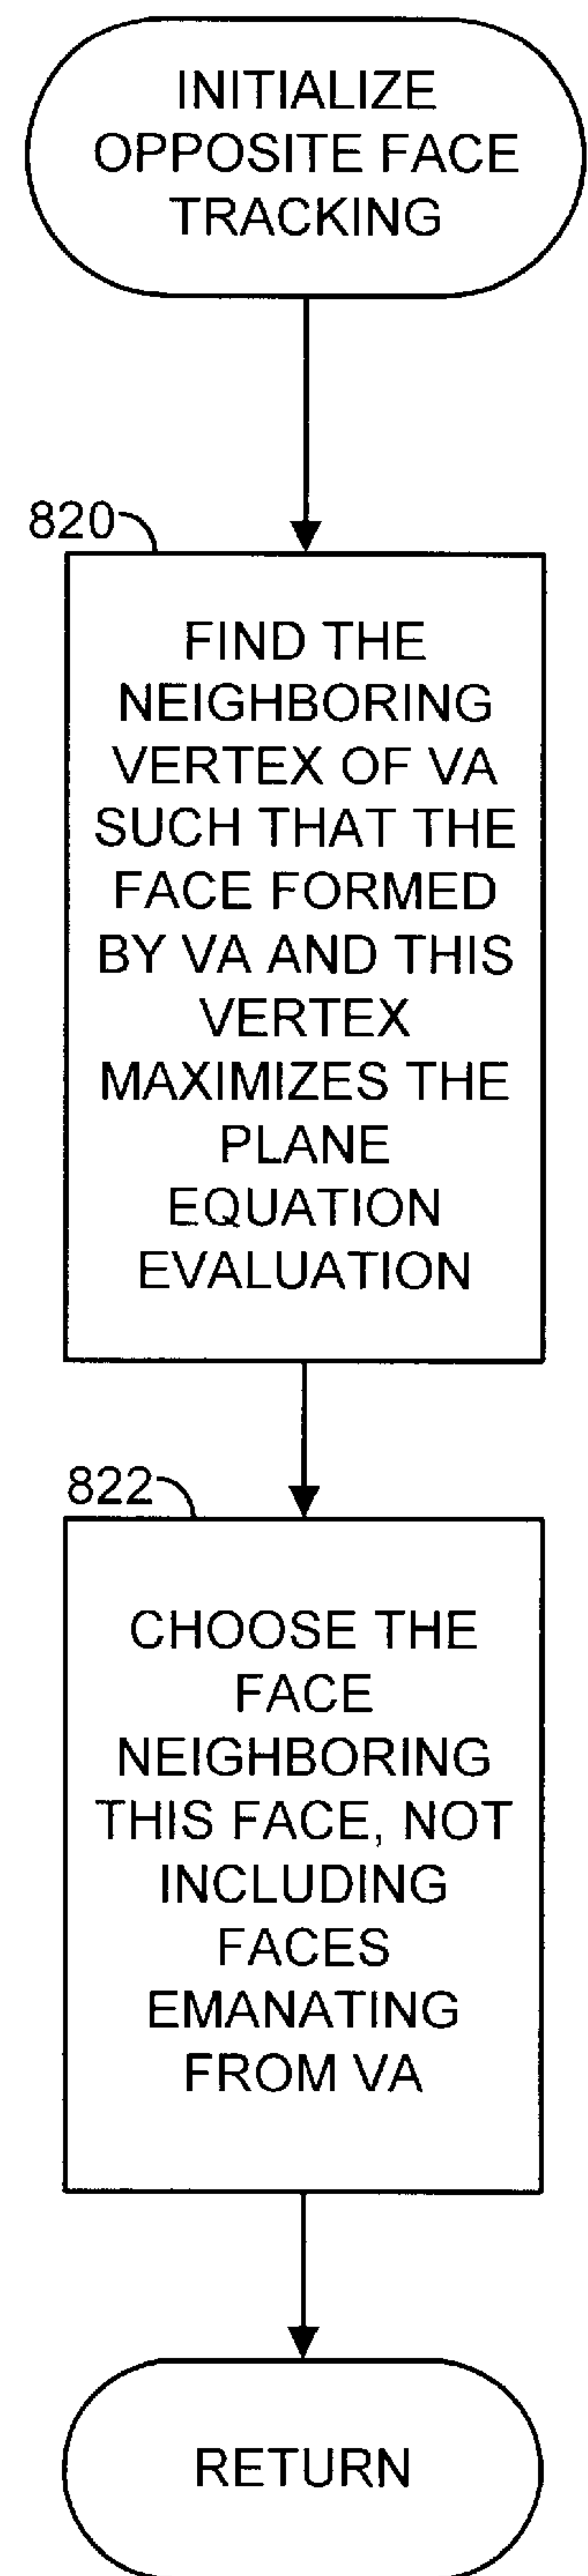 INITIALIZE
OPPOSITE FACE
TRACKING
820
FIND THE
NEIGHBORING
VERTEX OF VA
SUCH THAT THE
FACE FORMED
BY VA AND THIS
VERTEX
MAXIMIZES THE
PLANE
EQUATION
EVALUATION
822
CHOOSE THE
FACE
NEIGHBORING
THIS FACE, NOT
INCLUDING
FACES
EMANATING
FROM VA
RETURN